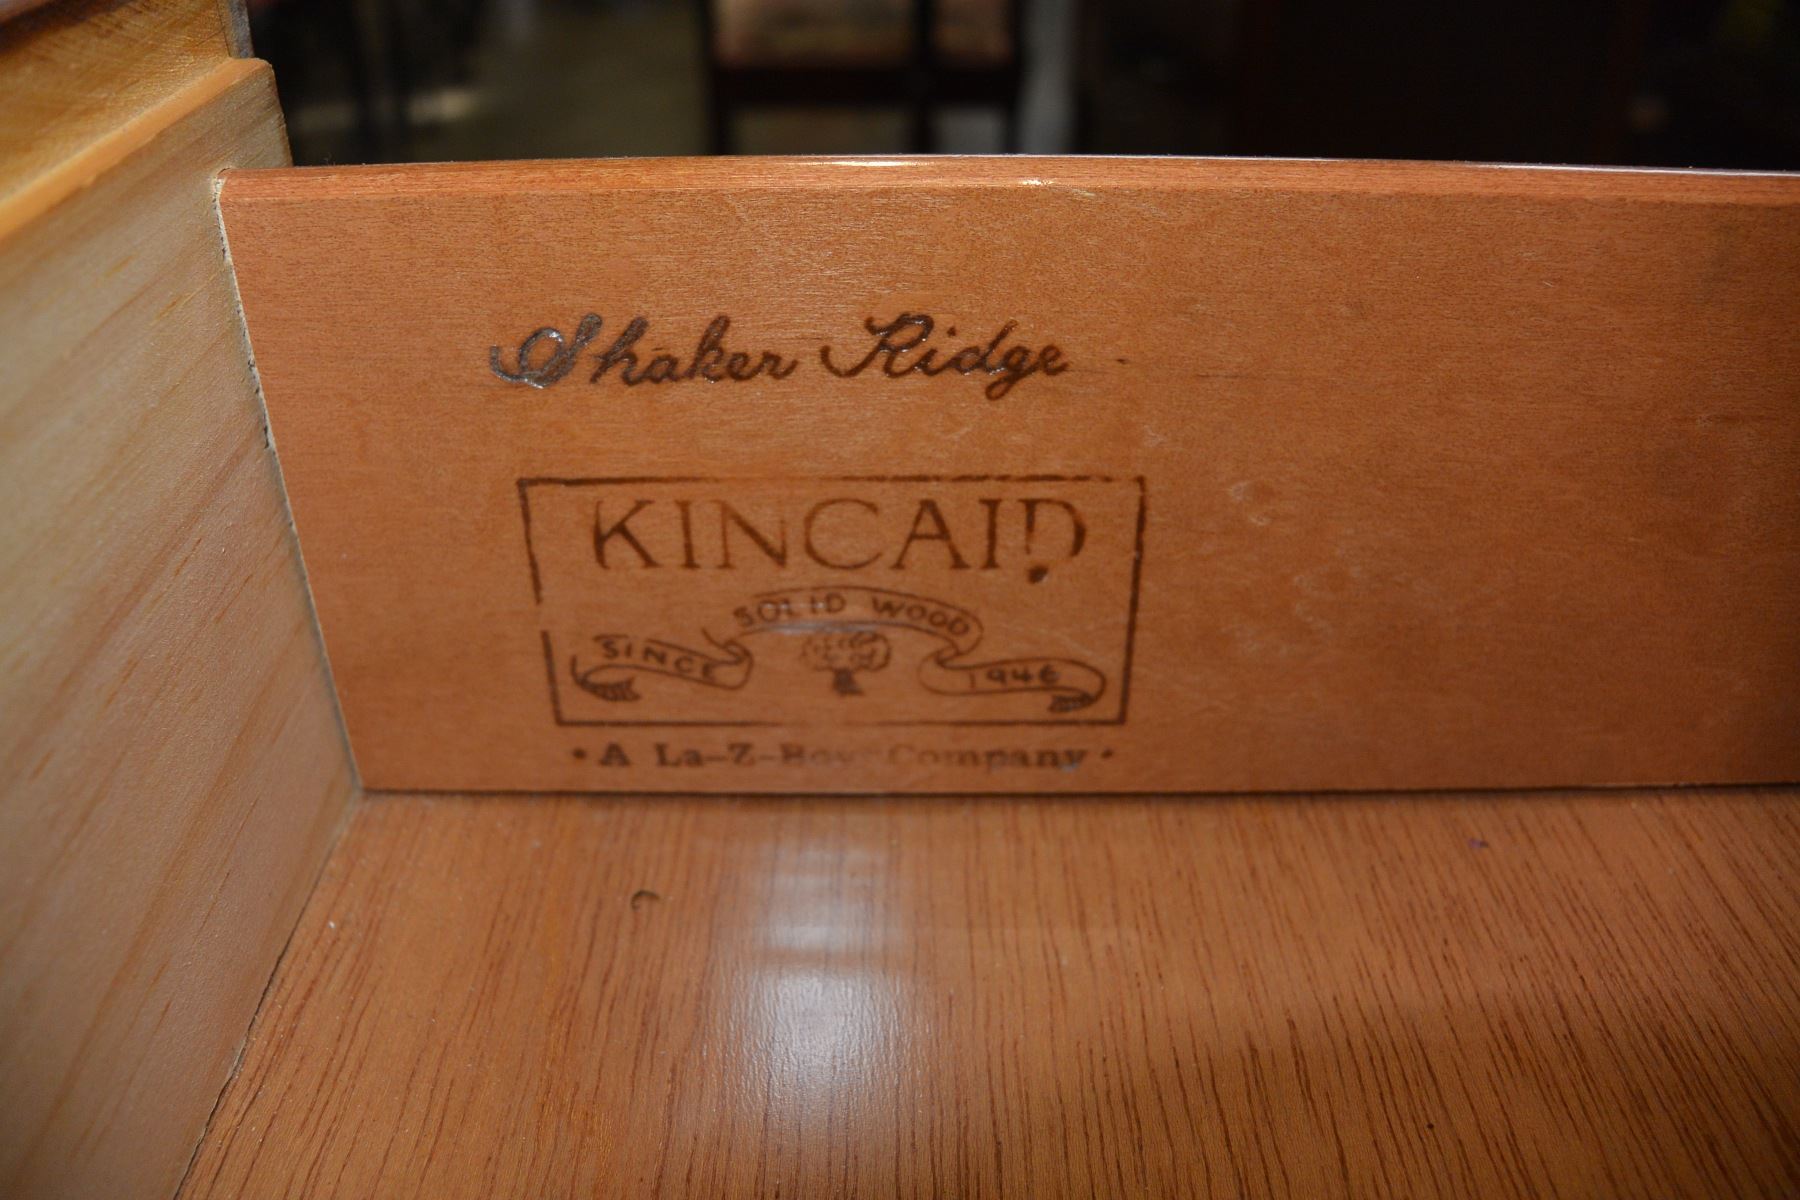 Shaker Ridge
KINCAID
SOLID WOOD
SINCE 1946
• A La-Z-Boy Company •